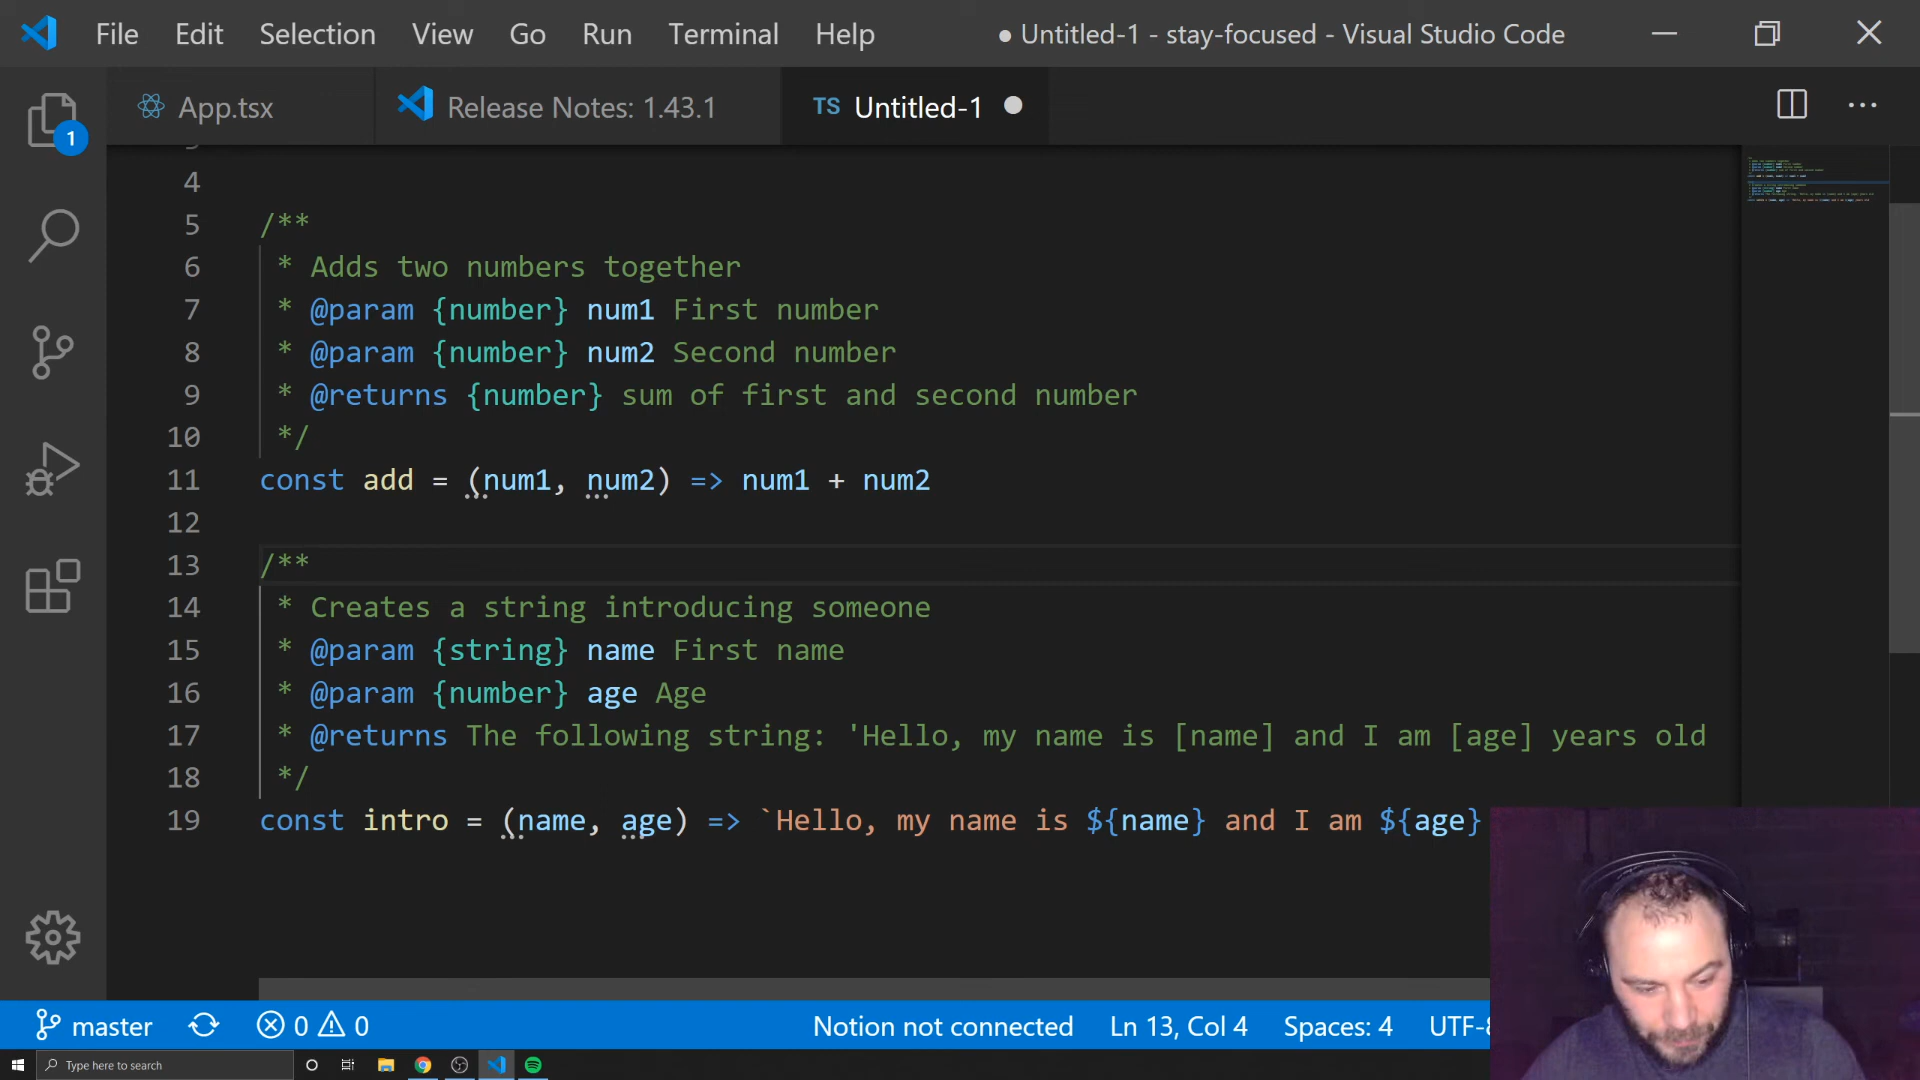 File Edit Selection View Go Run Terminal Help ● Untitled-1 - stay-focused - Visual Studio Code
App.tsx Release Notes: 1.43.1 TS Untitled-1
1
4
5 /**
6 * Adds two numbers together
7 * @param {number} num1 First number
8 * @param {number} num2 Second number
9 * @returns {number} sum of first and second number
10 */
11 const add = (num1, num2) => num1 + num2
12
13 /**
14 * Creates a string introducing someone
15 * @param {string} name First name
16 * @param {number} age Age
17 * @returns The following string: 'Hello, my name is [name] and I am [age] years old
18 */
19 const intro = (name, age) => `Hello, my name is ${name} and I am ${age}
master 0 0 Notion not connected Ln 13, Col 4 Spaces: 4 UTF-8
Type here to search